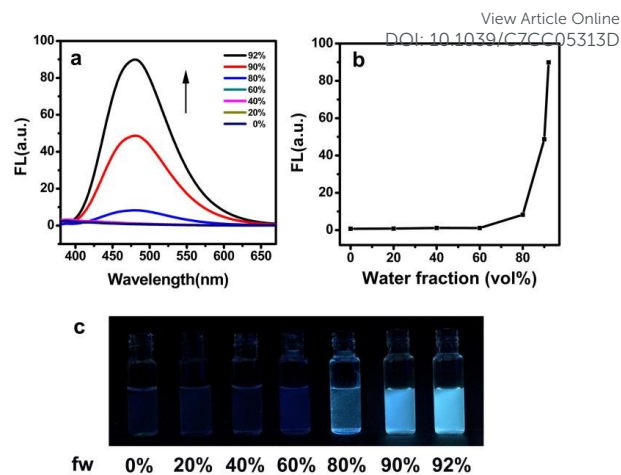 View Article Online
DOI: 10.1039/C7CC05313D
a
FL(a.u.)
100
80
60
40
20
0
92%
90%
80%
60%
40%
20%
0%
400 450 500 550 600 650
Wavelength(nm)
b
FL(a.u.)
100
80
60
40
20
0
0 20 40 60 80
Water fraction (vol%)
c
fw 0% 20% 40% 60% 80% 90% 92%